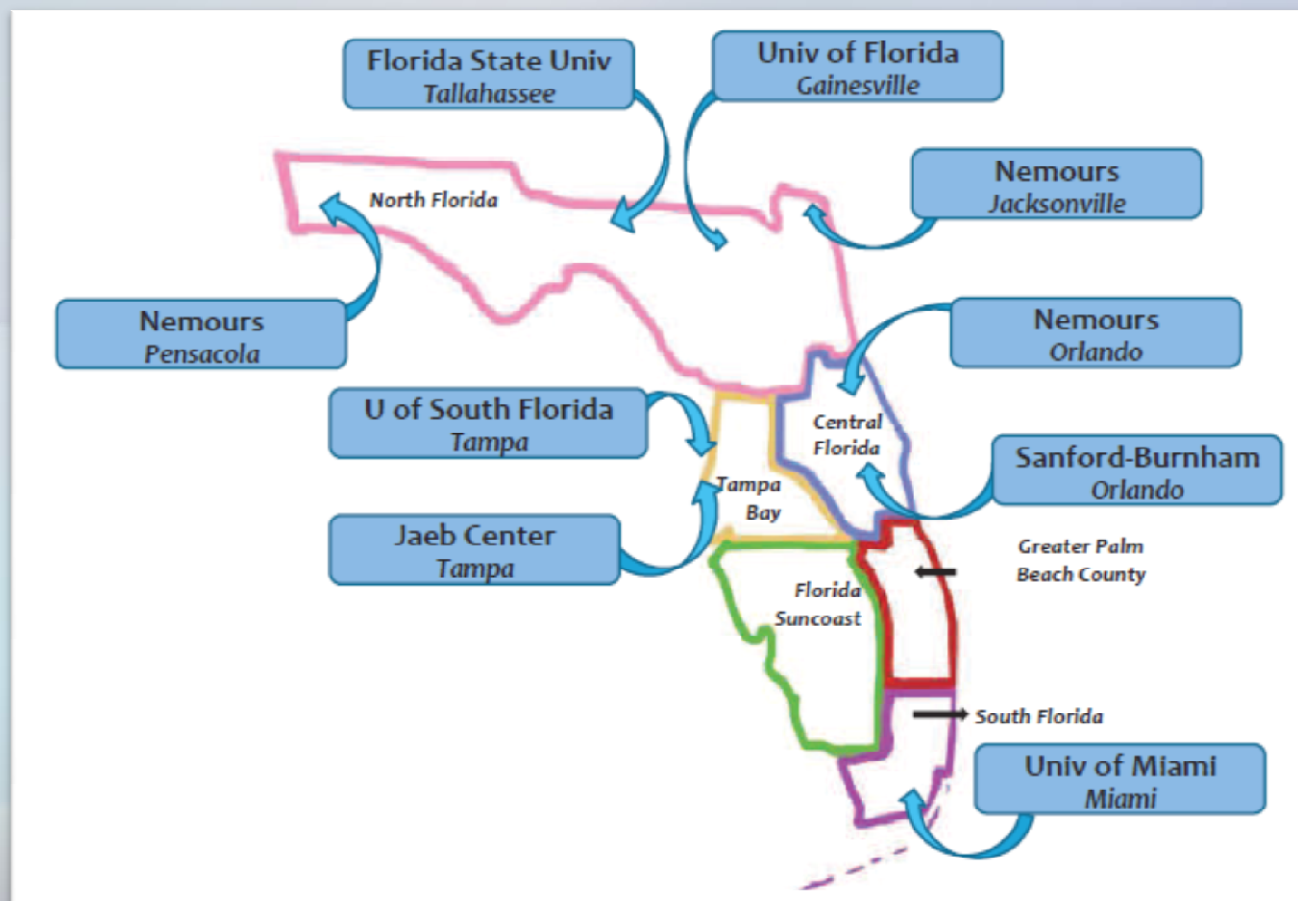 Florida State Univ
Tallahassee
Univ of Florida
Gainesville
Nemours
Jacksonville
North Florida
Nemours
Pensacola
Nemours
Orlando
U of South Florida
Tampa
Central
Florida
Sanford-Burnham
Orlando
Tampa
Bay
Jaeb Center
Tampa
Greater Palm
Beach County
Florida
Suncoast
South Florida
Univ of Miami
Miami